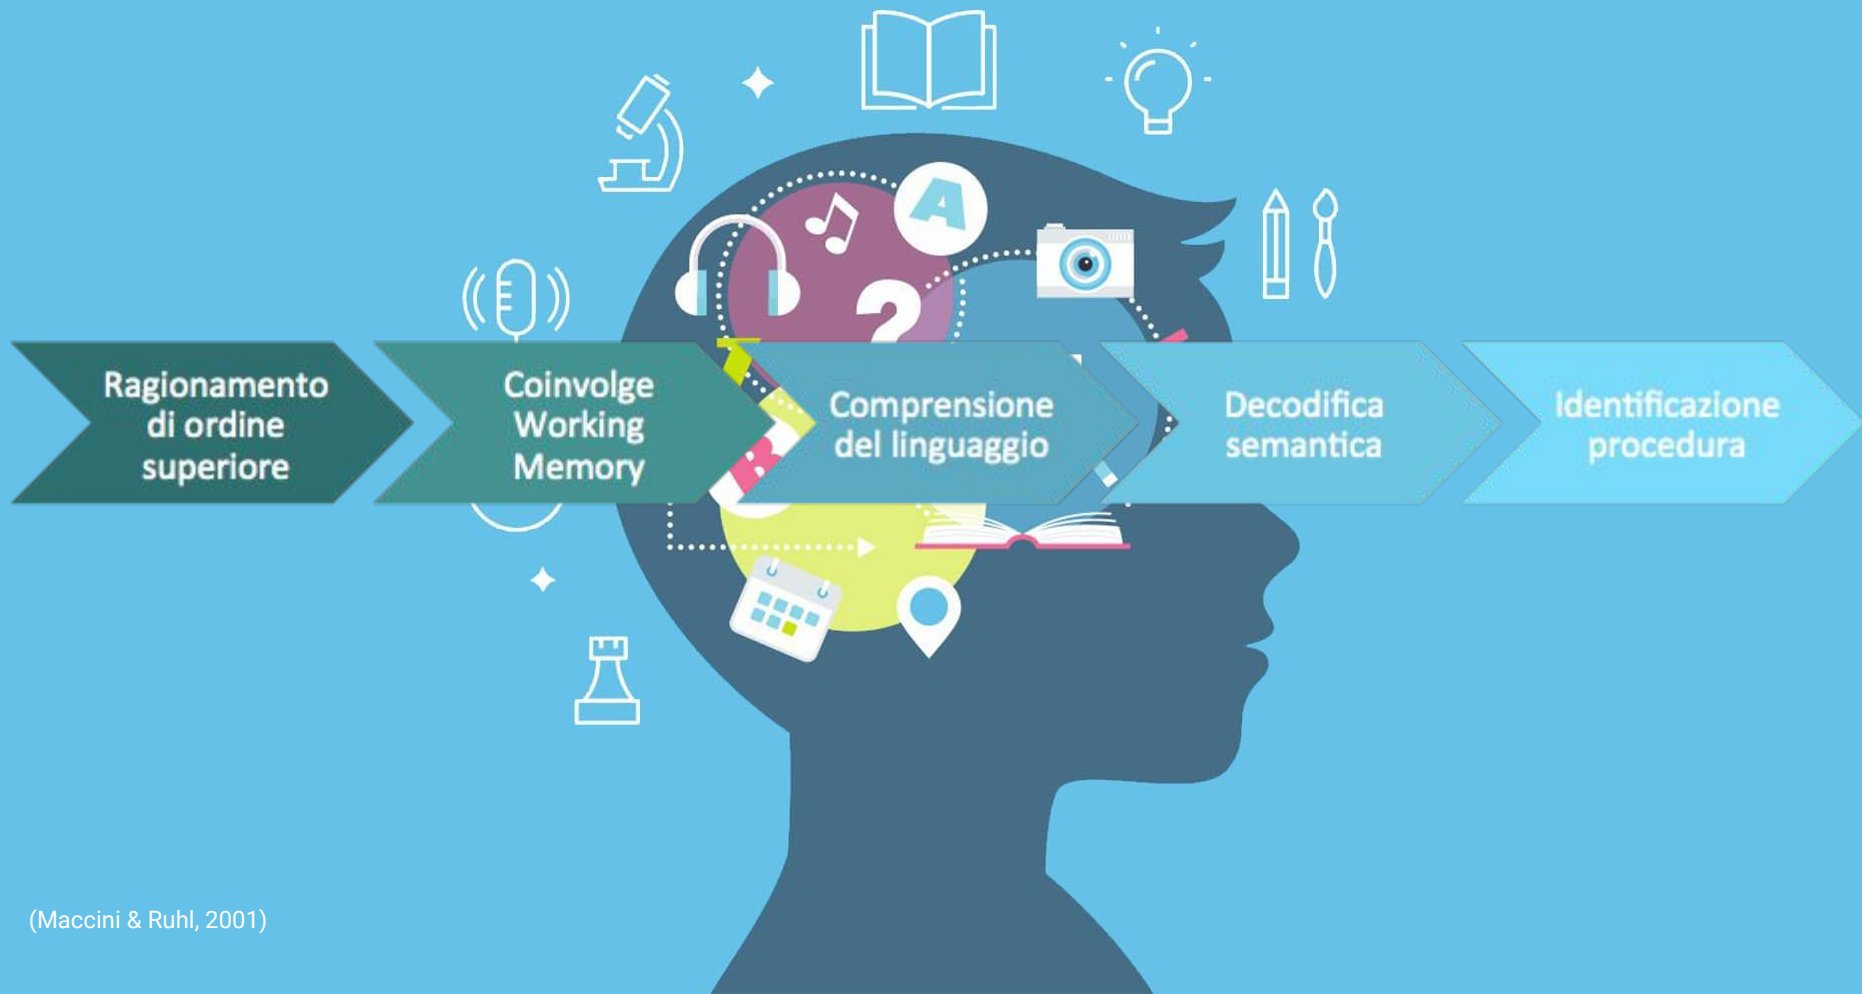 A
?
Ragionamento
di ordine
superiore
Coinvolge
Working
Memory
Comprensione
del linguaggio
Decodifica
semantica
Identificazione
procedura
(Maccini & Ruhl, 2001)